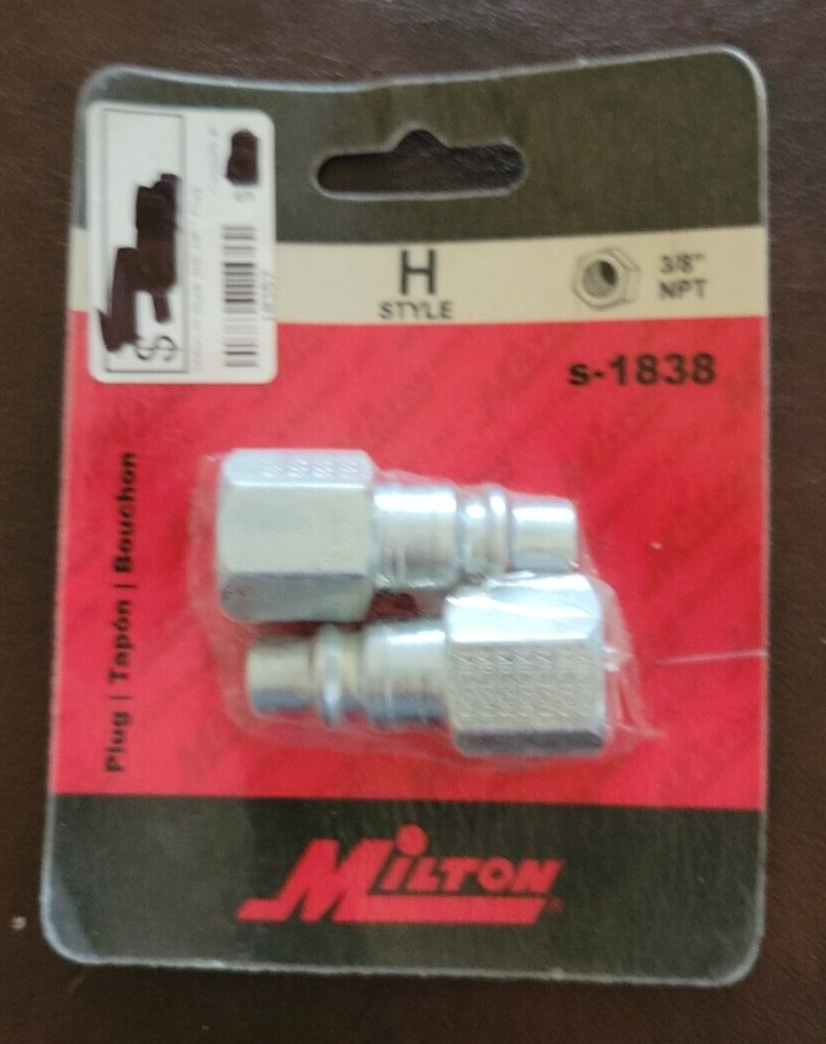 H
STYLE
3/8"
NPT
s-1838
Plug | Tapón | Bouchon
$
MILTON